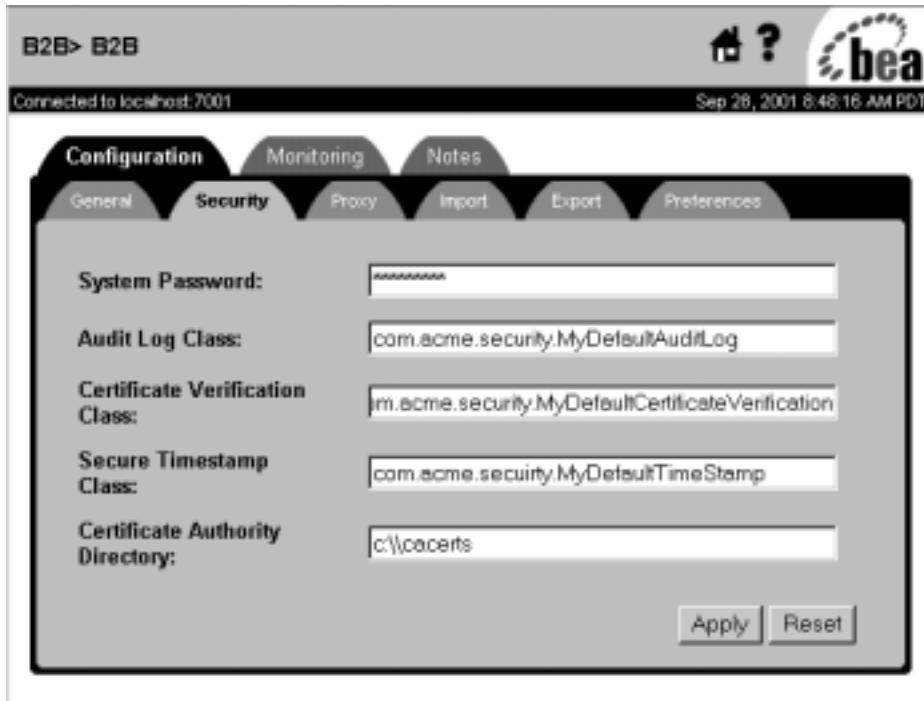 B2B> B2B
bea
Connected to localhost:7001
Sep 28, 2001 8:48:16 AM PDT
Configuration
Monitoring
Notes
General
Security
Proxy
Import
Export
Preferences
System Password:
*********
Audit Log Class:
com.acme.security.MyDefaultAuditLog
Certificate Verification
Class:
om.acme.security.MyDefaultCertificateVerification
Secure Timestamp
Class:
com.acme.secuirty.MyDefaultTimeStamp
Certificate Authority
Directory:
c:\\cacerts
Apply
Reset